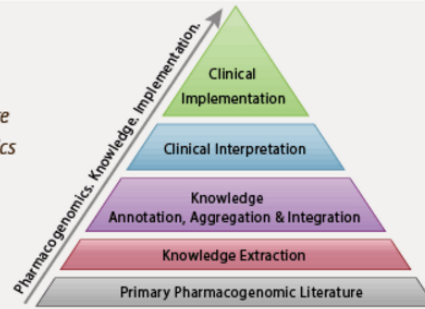 Pharmacogenomics. Knowledge. Implementation.
Clinical
Implementation
Clinical Interpretation
Knowledge
Annotation, Aggregation & Integration
Knowledge Extraction
Primary Pharmacogenomic Literature